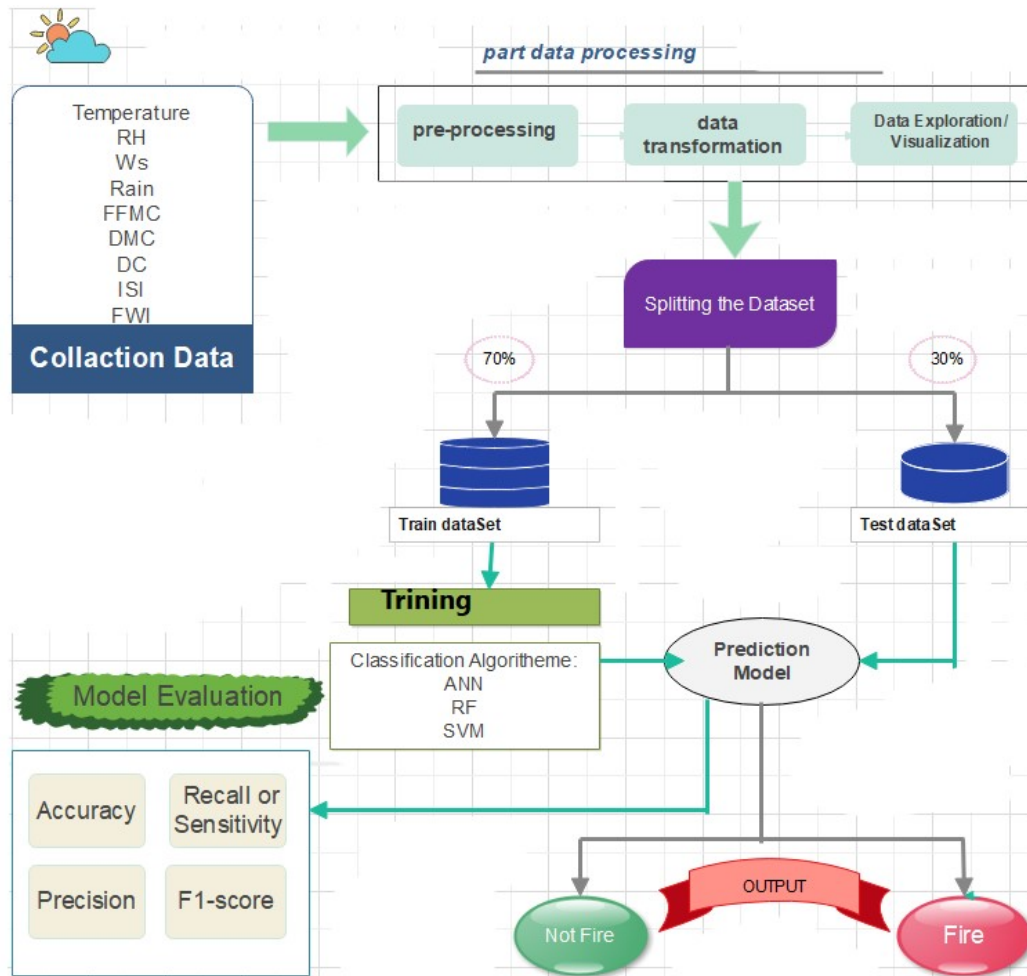 part data processing
Temperature
RH
Ws
Rain
FFMC
DMC
DC
ISI
FWI
Collaction Data
pre-processing
data
transformation
Data Exploration/
Visualization
Splitting the Dataset
70%
30%
Train dataSet
Test dataSet
Trining
Classification Algoritheme:
ANN
RF
SVM
Prediction
Model
Model Evaluation
Accuracy
Recall or
Sensitivity
Precision
F1-score
OUTPUT
Not Fire
Fire